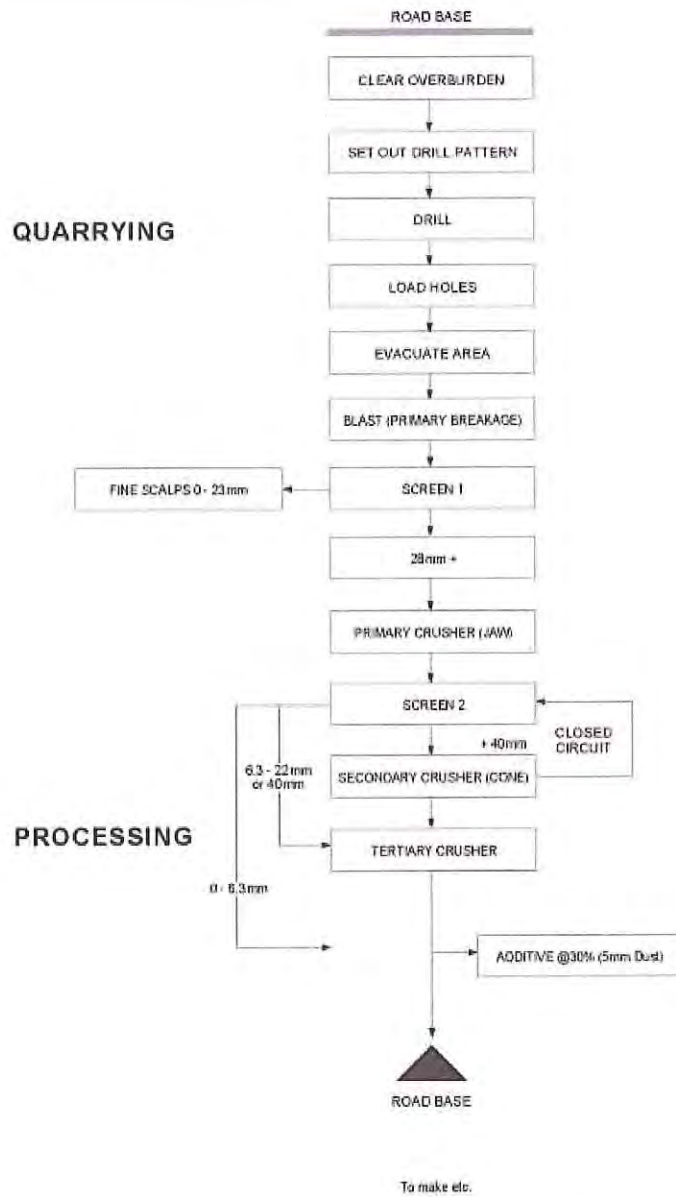 ROAD BASE
CLEAR OVERBURDEN
SET OUT DRILL PATTERN
QUARRYING
DRILL
LOAD HOLES
EVACUATE AREA
BLAST (PRIMARY BREAKAGE)
FINE SCALPS 0 - 23mm
SCREEN 1
28mm +
PRIMARY CRUSHER (JAW)
SCREEN 2
+ 40mm
CLOSED
CIRCUIT
6.3 - 22mm
or 40mm
SECONDARY CRUSHER (CONE)
PROCESSING
TERTIARY CRUSHER
0 - 6.3mm
ADDITIVE @30% (5mm Dust)
ROAD BASE
To make etc.